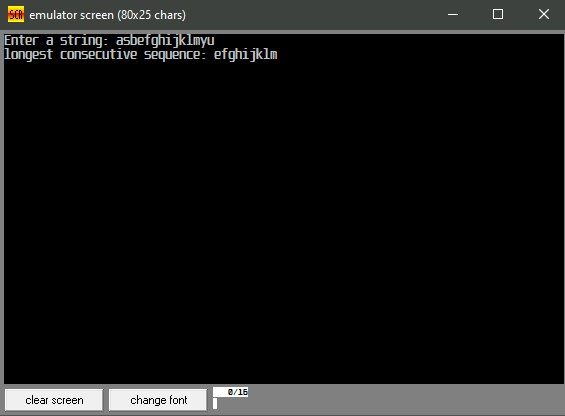 emulator screen (80x25 chars)
Enter a string: asbefghijklmyu
longest consecutive sequence: efghijklm
clear screen change font 0/16